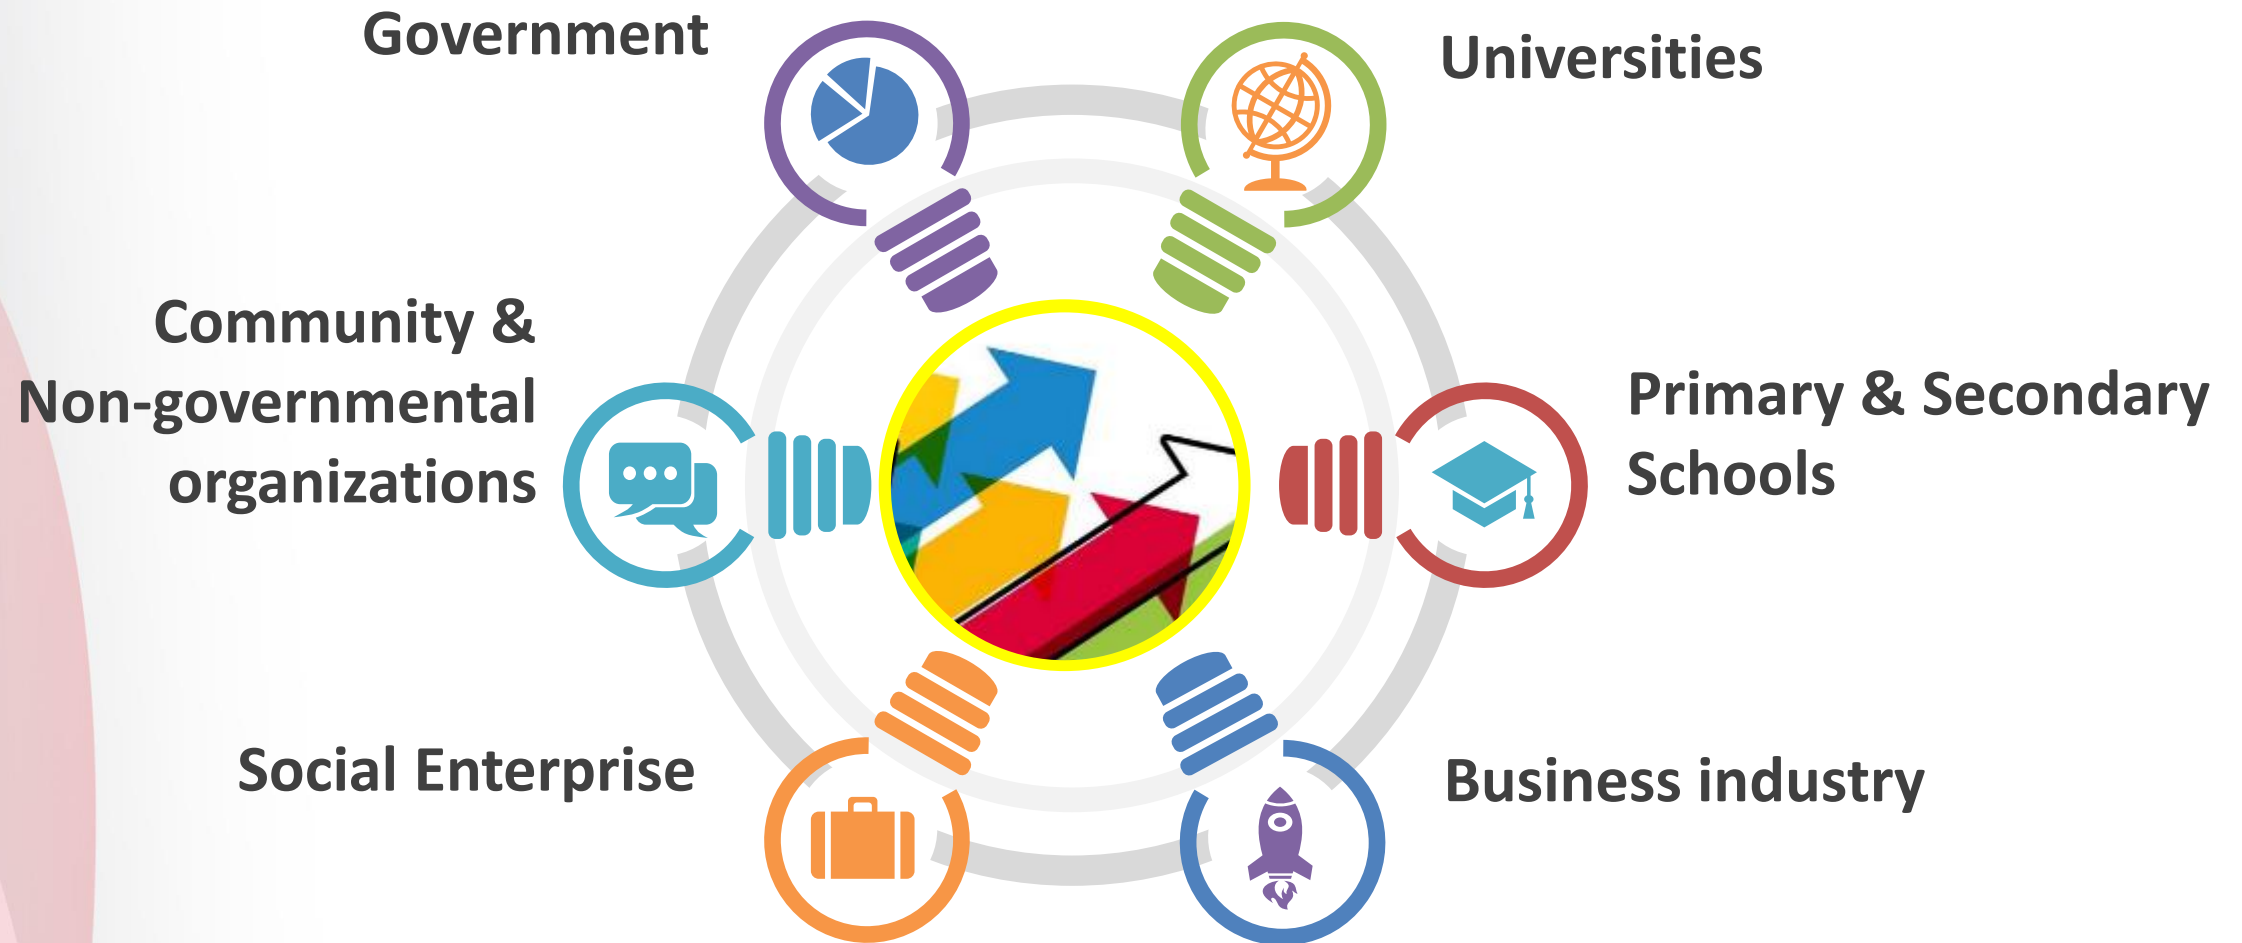 Government
Universities
Community &
Non-governmental
organizations
Primary & Secondary
Schools
Social Enterprise
Business industry